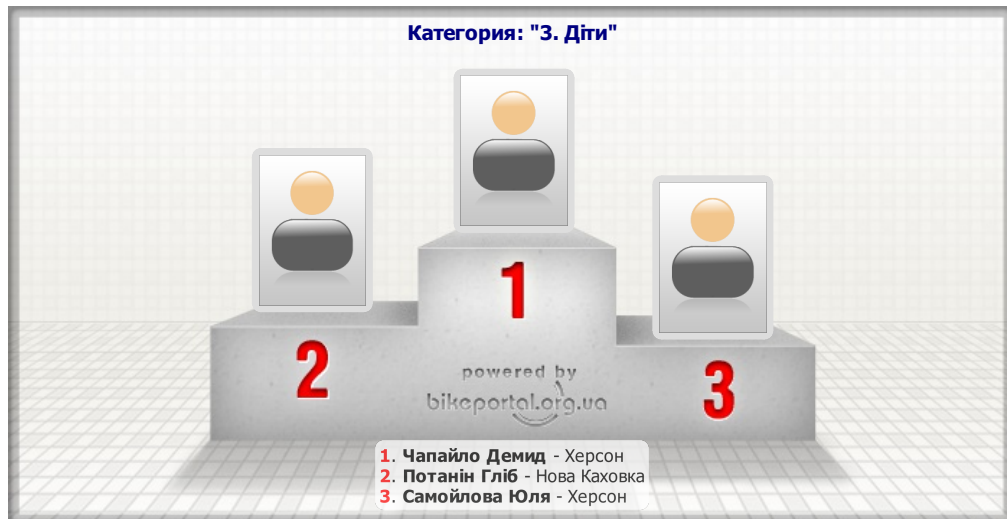 Категория: "3. Діти"
1
2
3
powered by
bikeportal.org.ua
1. Чапайло Демид - Херсон
2. Потанін Гліб - Нова Каховка
3. Самойлова Юля - Херсон